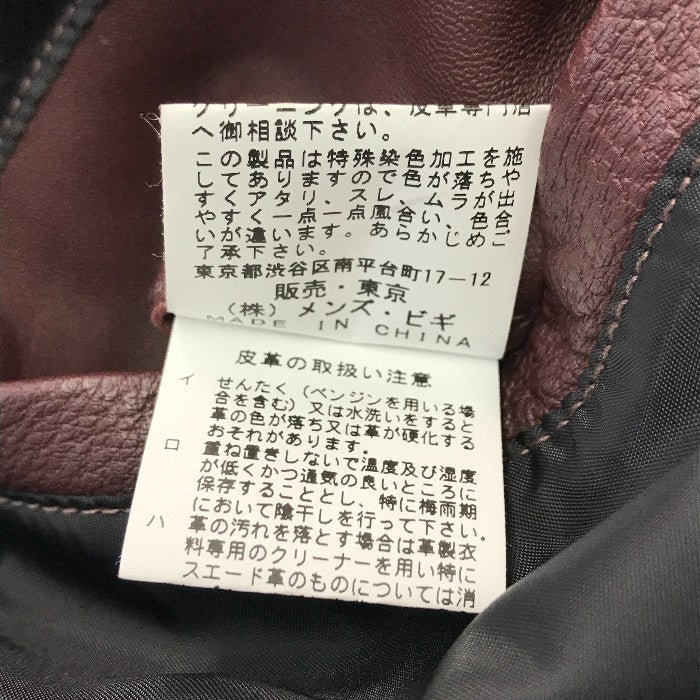 クリーニングは、皮革専門店
へ御相談下さい。
この製品は特殊染色加工を施
してありますので色が落ちや
すくアタリ、スレ、ムラが出
やすく一点一点風合い、色合
いが違います。あらかじめご
了承下さい。
東京都渋谷区南平台町17-12
販売・東京
(株) メンズ・ビギ
MADE IN CHINA
皮革の取扱い注意
イ せんたく (ベンジンを用いる場
合を含む) 又は水洗いをすると
革の色が落ち又は革が硬化する
おそれがあります。
ロ 重ね置きしないで温度及び湿度
が低くかつ通気の良いところに
保存することとし、特に梅雨期
において陰干しを行って下さい。
ハ 革の汚れを落とす場合は革製衣
料専用のクリーナーを用い特に
スエード革のものについては消